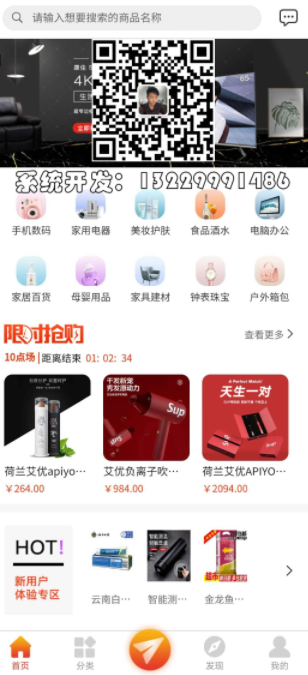 请输入想要搜索的商品名称
4K
65
系统开发：13229991486
手机数码
家用电器
美妆护肤
食品酒水
电脑办公
家居百货
母婴用品
家具建材
钟表珠宝
户外箱包
限时抢购
查看更多
10点场 距离结束 01: 02: 34
干发新宠
秀发游动力
Sup
A Perfect Match!
天生一对
荷兰艾优apiyo…
艾优负离子吹…
荷兰艾优APIYO…
￥264.00
￥984.00
￥2094.00
HOT!
新用户
体验专区
云南白…
智能测…
金龙鱼…
首页
分类
发现
我的